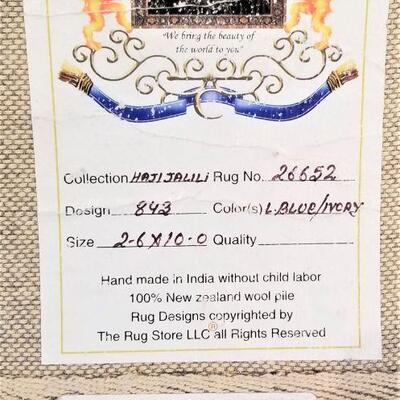 "We bring the beauty of
the world to you"
Collection HAJI JALILi Rug No. 26652
Design 843 Color(s) L.BLUE/IVORY
Size 2-6 X 10-0 Quality
Hand made in India without child labor
100% New zealand wool pile
Rug Designs copyrighted by
The Rug Store LLC® all Rights Reserved